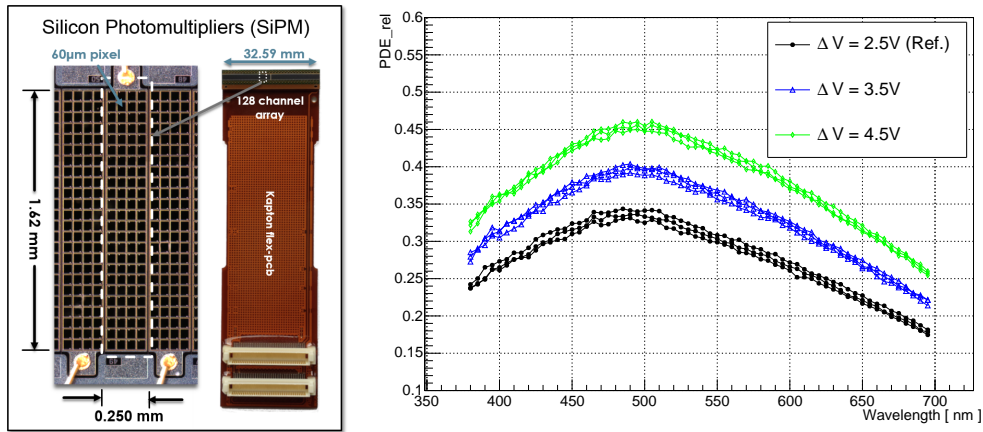 Silicon Photomultipliers (SiPM)
60µm pixel
32.59 mm
128 channel
array
1.62 mm
Kapton flex-pcb
0.250 mm
PDE_rel
0.6
0.55
0.5
0.45
0.4
0.35
0.3
0.25
0.2
0.15
0.1
350
400
450
500
550
600
650
700
Wavelength [ nm ]
Δ V = 2.5V (Ref.)
Δ V = 3.5V
Δ V = 4.5V